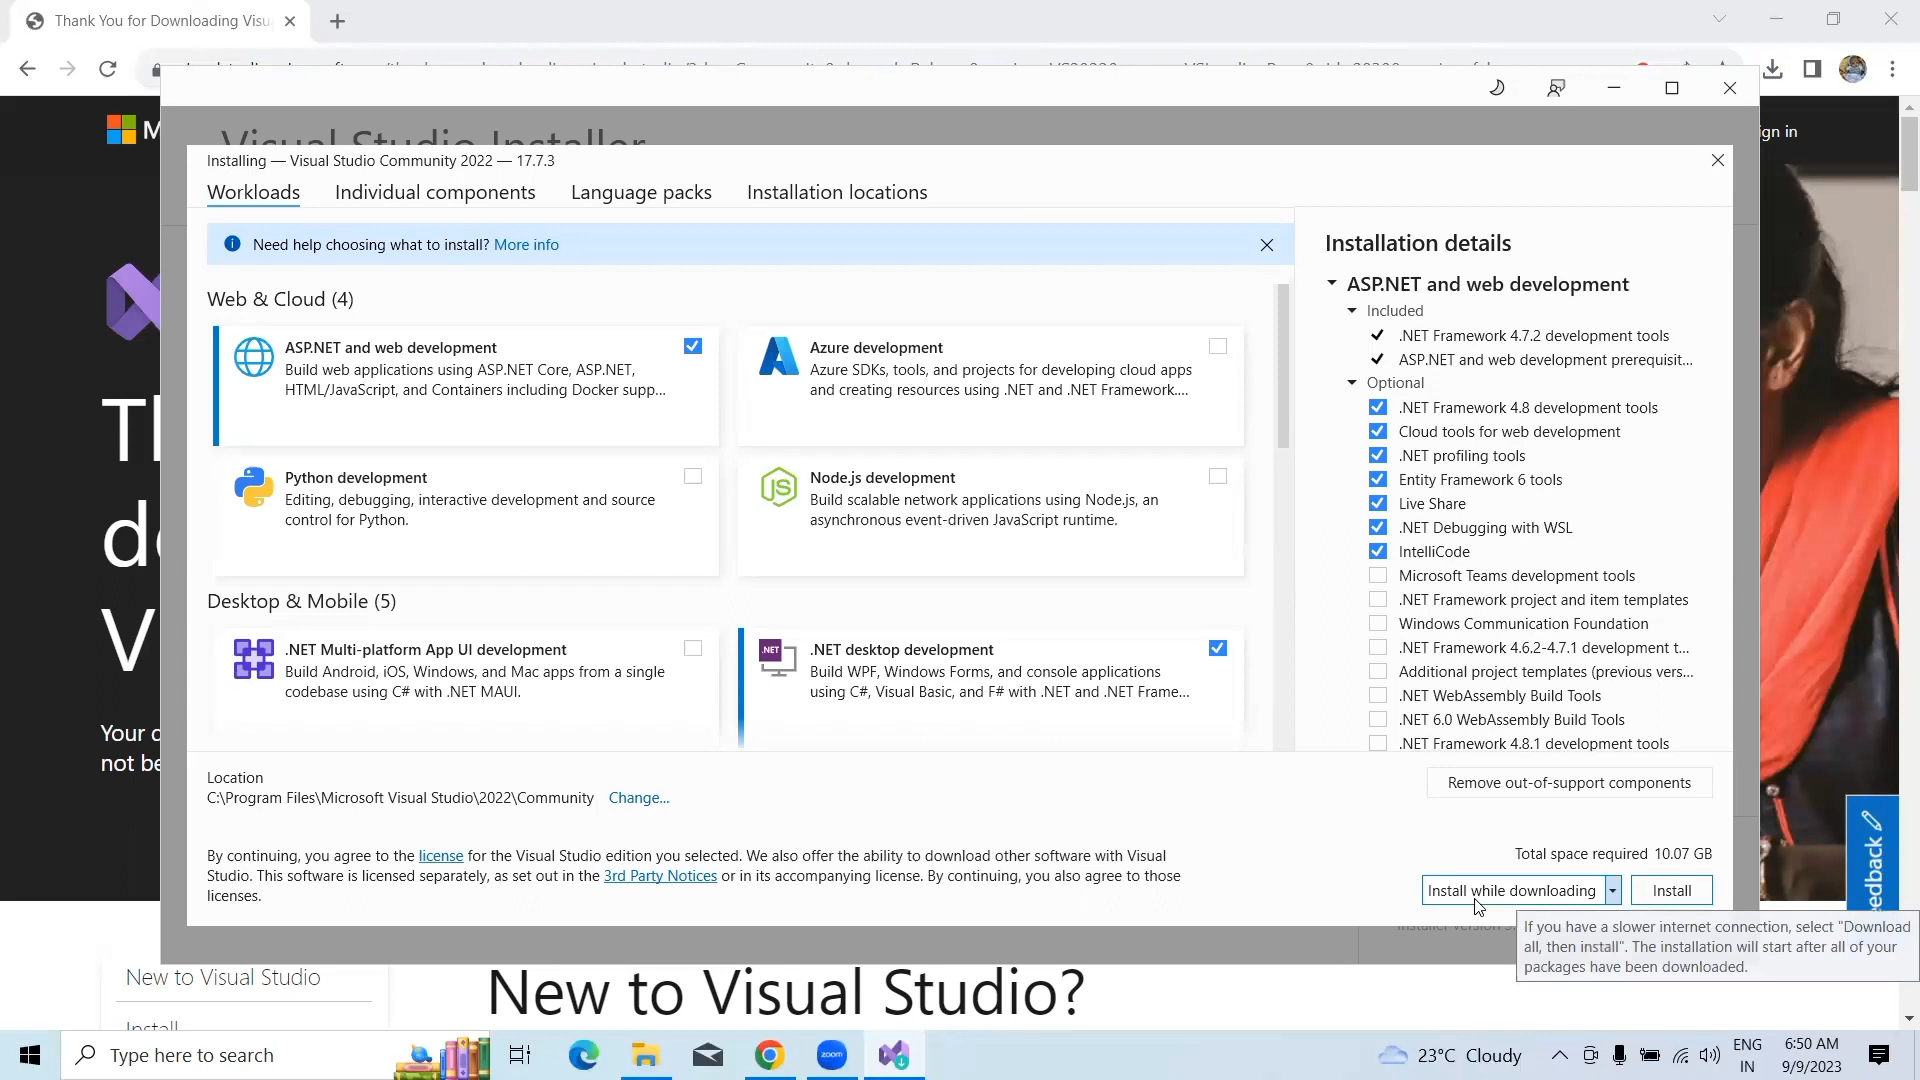 Thank You for Downloading Visu
Visual Studio Installer
Installing — Visual Studio Community 2022 — 17.7.3
Workloads
Individual components
Language packs
Installation locations
Need help choosing what to install? More info
Web & Cloud (4)
ASP.NET and web development
Build web applications using ASP.NET Core, ASP.NET,
HTML/JavaScript, and Containers including Docker supp...
Azure development
Azure SDKs, tools, and projects for developing cloud apps
and creating resources using .NET and .NET Framework....
Python development
Editing, debugging, interactive development and source
control for Python.
Node.js development
Build scalable network applications using Node.js, an
asynchronous event-driven JavaScript runtime.
Desktop & Mobile (5)
.NET Multi-platform App UI development
Build Android, iOS, Windows, and Mac apps from a single
codebase using C# with .NET MAUI.
.NET
.NET desktop development
Build WPF, Windows Forms, and console applications
using C#, Visual Basic, and F# with .NET and .NET Frame...
Installation details
ASP.NET and web development
Included
.NET Framework 4.7.2 development tools
ASP.NET and web development prerequisit...
Optional
.NET Framework 4.8 development tools
Cloud tools for web development
.NET profiling tools
Entity Framework 6 tools
Live Share
.NET Debugging with WSL
IntelliCode
Microsoft Teams development tools
.NET Framework project and item templates
Windows Communication Foundation
.NET Framework 4.6.2-4.7.1 development t...
Additional project templates (previous vers...
.NET WebAssembly Build Tools
.NET 6.0 WebAssembly Build Tools
.NET Framework 4.8.1 development tools
Location
C:\Program Files\Microsoft Visual Studio\2022\Community Change...
Remove out-of-support components
By continuing, you agree to the license for the Visual Studio edition you selected. We also offer the ability to download other software with Visual
Studio. This software is licensed separately, as set out in the 3rd Party Notices or in its accompanying license. By continuing, you also agree to those
licenses.
Total space required 10.07 GB
Install while downloading
Install
If you have a slower internet connection, select "Download
all, then install". The installation will start after all of your
packages have been downloaded.
M
ign in
Th
do
V
Your d
not be
edback
New to Visual Studio
Install
New to Visual Studio?
Type here to search
zoom
23°C Cloudy
ENG
IN
6:50 AM
9/9/2023